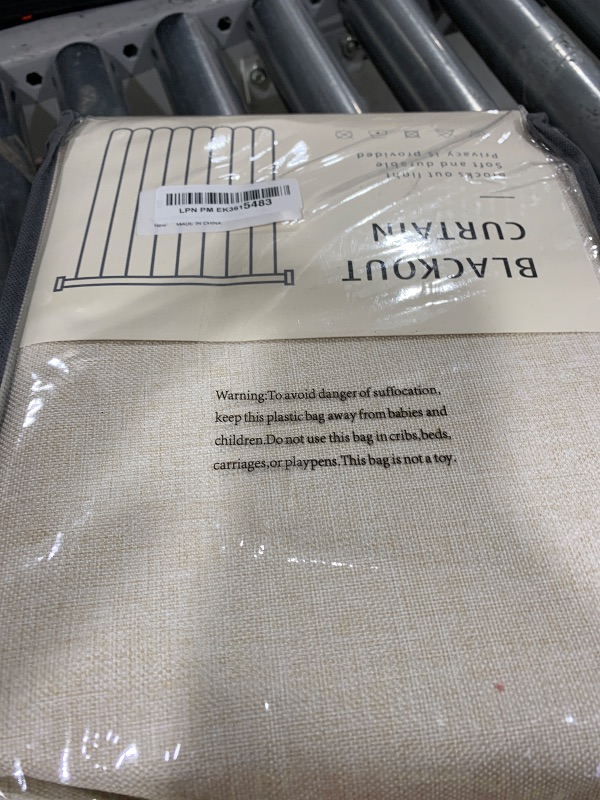 BLACKOUT
CURTAIN
Blocks out light
Soft and durable
Privacy is provided
LPN PM EK3615483
New MADE IN CHINA
Warning:To avoid danger of suffocation,
keep this plastic bag away from babies and
children.Do not use this bag in cribs,beds,
carriages,or playpens.This bag is not a toy.